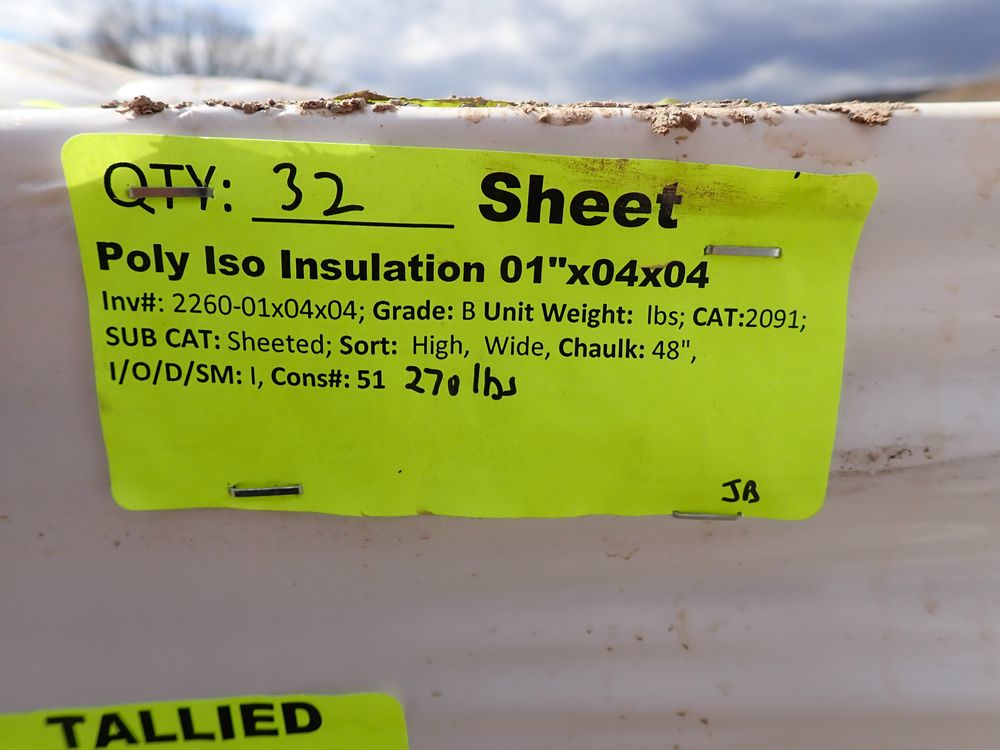 QTY: 32 Sheet
Poly Iso Insulation 01"x04x04
Inv#: 2260-01x04x04; Grade: B Unit Weight: lbs; CAT:2091;
SUB CAT: Sheeted; Sort: High, Wide, Chaulk: 48",
I/O/D/SM: I, Cons#: 51 270 lbs
JB
TALLIED